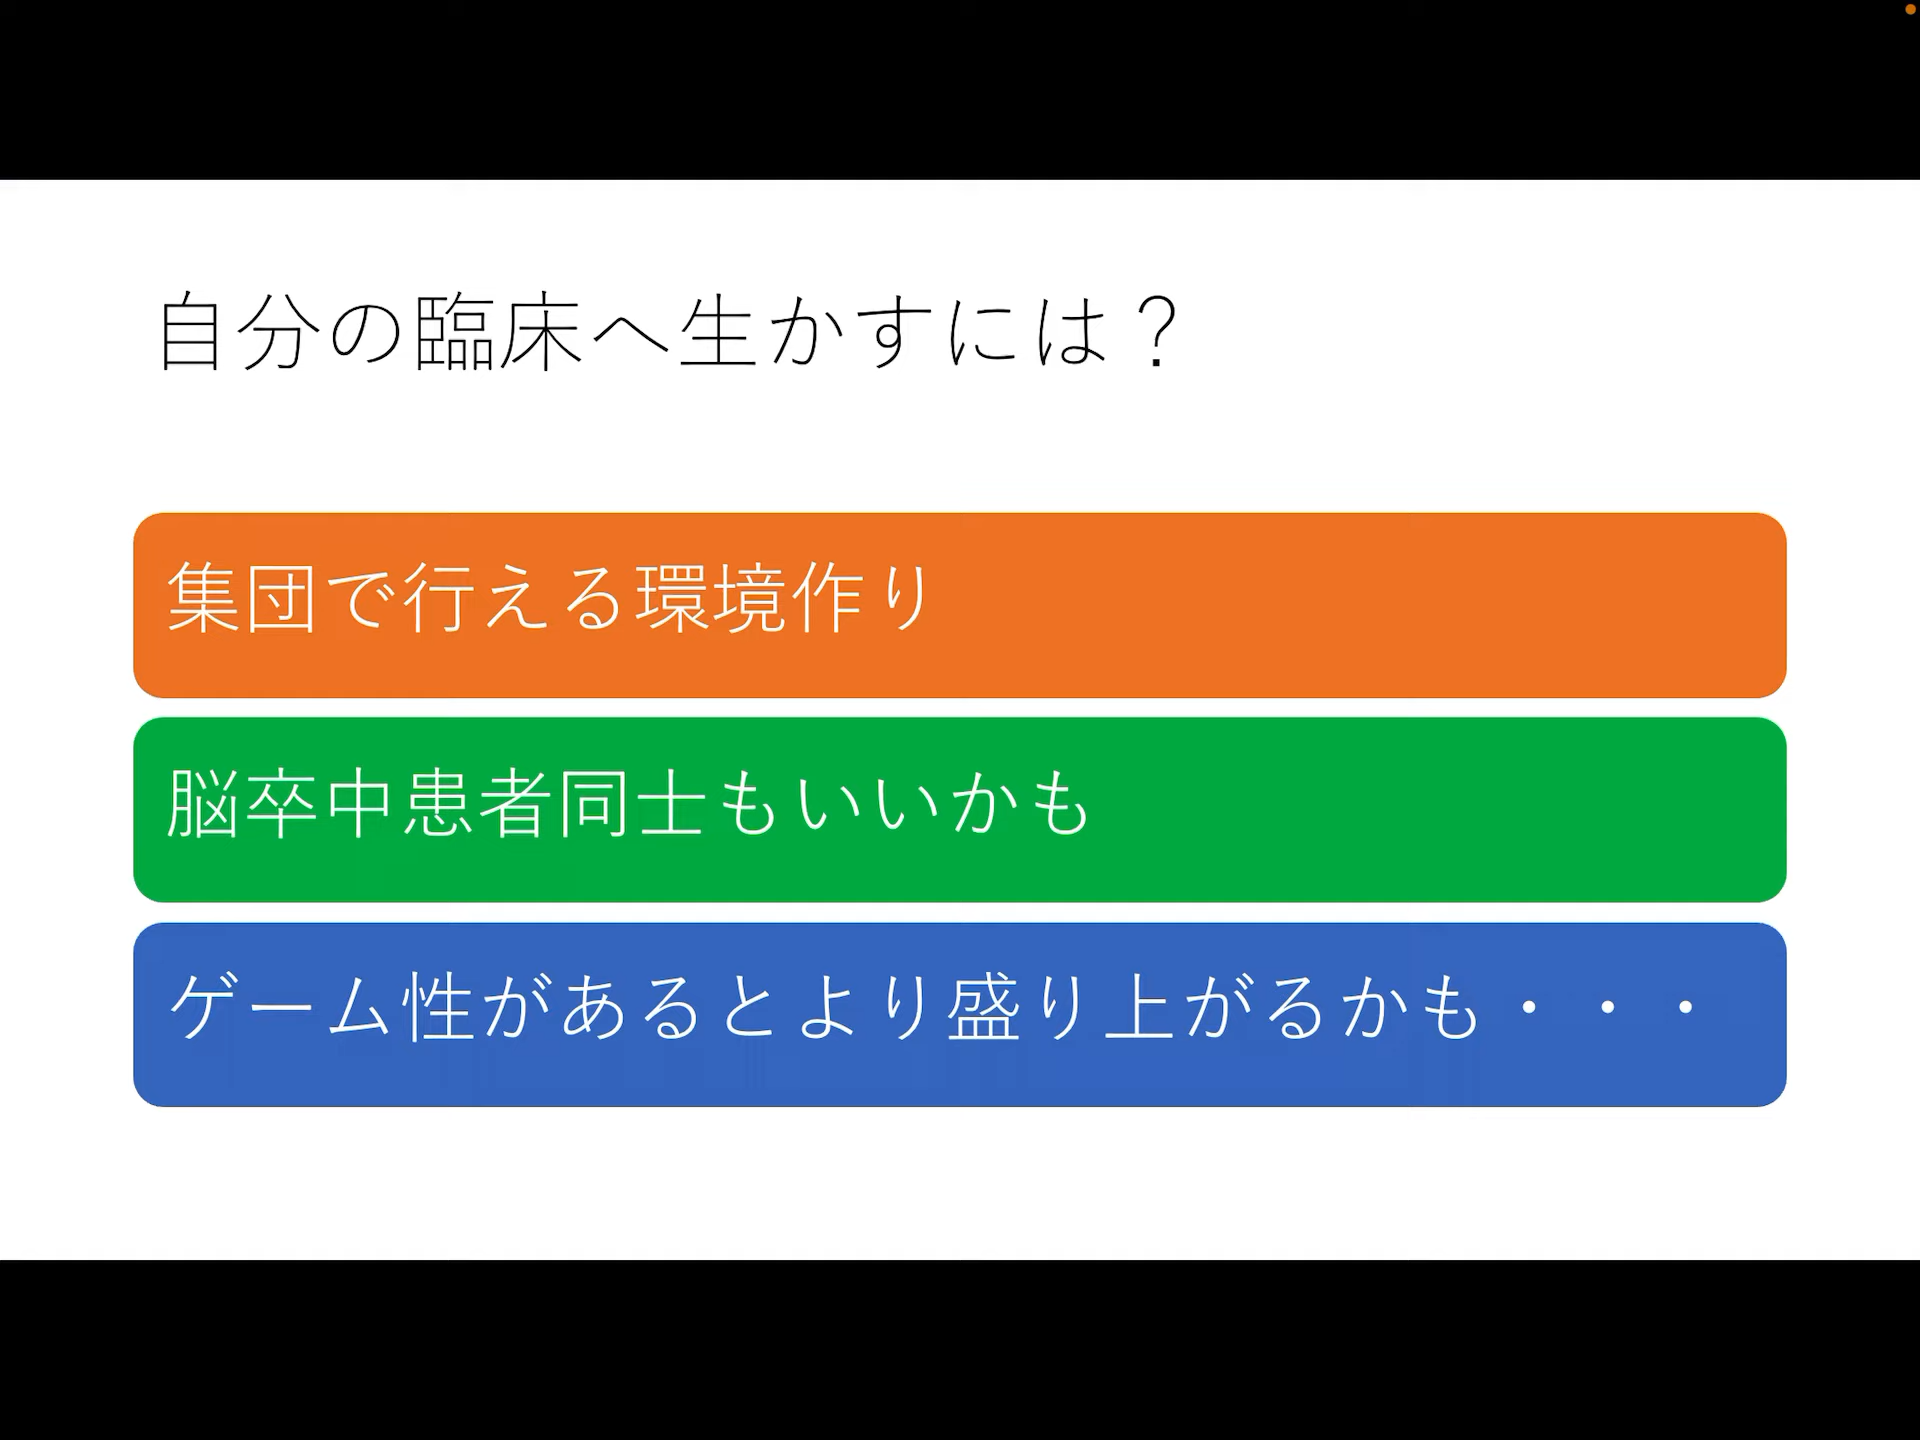 自分の臨床へ生かすには？
集団で行える環境作り
脳卒中患者同士もいいかも
ゲーム性があるとより盛り上がるかも・・・